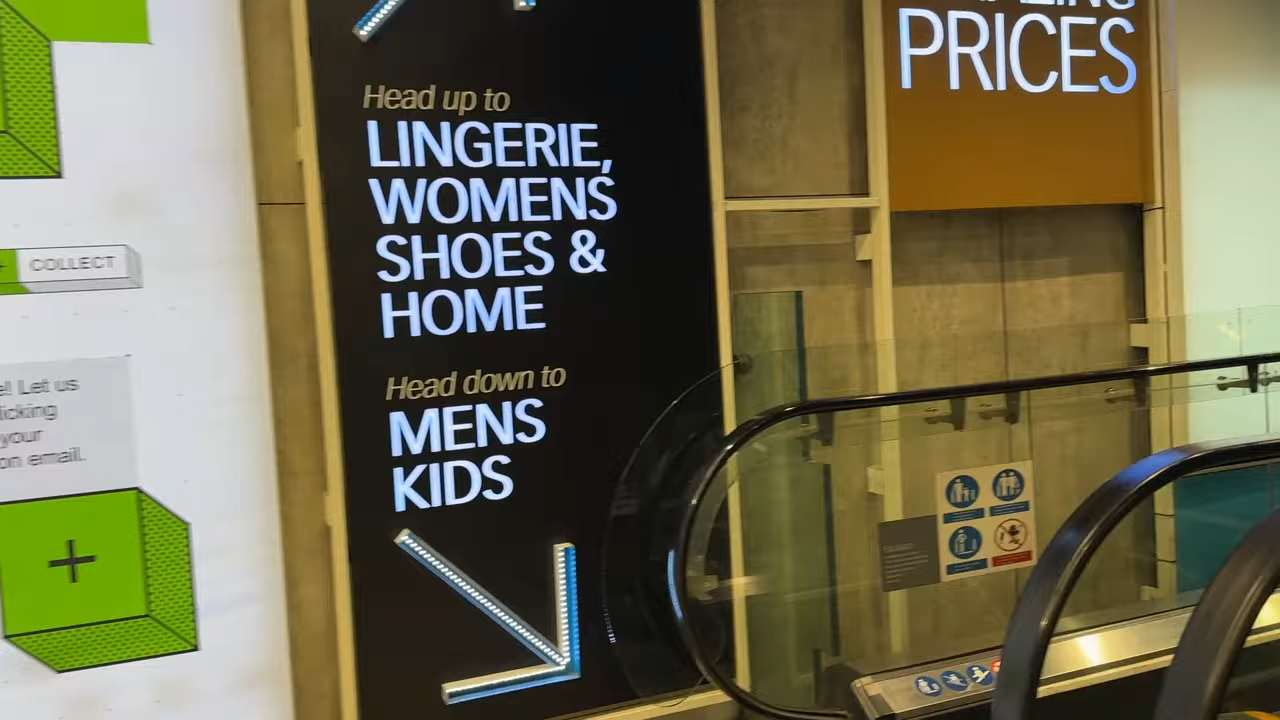 Head up to
LINGERIE,
WOMENS
SHOES &
HOME
Head down to
MENS
KIDS
PRICES
COLLECT
Let us
your
on email.